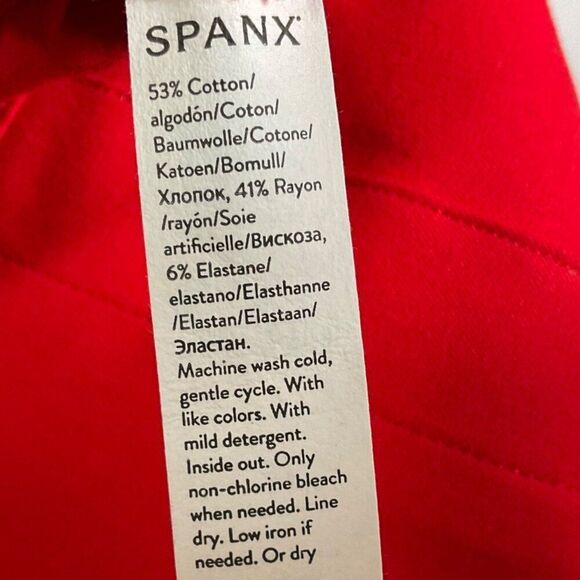 SPANX
53% Cotton/
algodón/Coton/
Baumwolle/Cotone/
Katoen/Bomull/
Хлопок, 41% Rayon
/rayón/Soie
artificielle/Вискоза,
6% Elastane/
elastano/Elasthanne
/Elastan/Elastaan/
Эластан.
Machine wash cold,
gentle cycle. With
like colors. With
mild detergent.
Inside out. Only
non-chlorine bleach
when needed. Line
dry. Low iron if
needed. Or dry